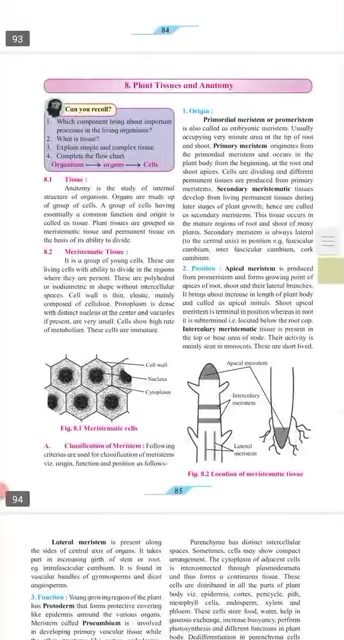 84
93
8. Plant Tissues and Anatomy
Can you recall?
1. Which component bring about important
processes in the living organisms?
2. What is tissue?
3. Explain simple and complex tissue.
4. Complete the flow chart.
Organisms ⟶ organs ⟶ Cells
8.1 Tissue :
Anatomy is the study of internal
structure of organism. Organs are made up
of group of cells. A group of cells having
essentially a common function and origin is
called as tissue. Plant tissues are grouped as
meristematic tissue and permanent tissue on
the basis of its ability to divide.
8.2 Meristematic Tissue :
It is a group of young cells. These are
living cells with ability to divide in the regions
where they are present. These are polyhedral
or isodiametric in shape without intercellular
spaces. Cell wall is thin, elastic, mainly
composed of cellulose. Protoplasm is dense
with distinct nucleus at the center and vacuoles
if present, are very small. Cells show high rate
of metabolism. These cells are immature.
Cell wall
Nucleus
Cytoplasm
Fig. 8.1 Meristematic cells
A. Classification of Meristem : Following
criterias are used for classification of meristems
viz. origin, function and position as follows-
1. Origin :
Primordial meristem or promeristem
is also called as embryonic meristem. Usually
occupying very minute area at the tip of root
and shoot. Primary meristem originates from
the primordial meristem and occurs in the
plant body from the beginning, at the root and
shoot apices. Cells are dividing and different
permanent tissues are produced from primary
meristems. Secondary meristematic tissues
develop from living permanent tissues during
later stages of plant growth; hence are called
as secondary meristems. This tissue occurs in
the mature regions of root and shoot of many
plants. Secondary meristem is always lateral
(to the central axis) in position e.g. fascicular
cambium, inter fascicular cambium, cork
cambium.
2. Position : Apical meristem is produced
from promeristem and forms growing point of
apices of root, shoot and their lateral branches.
It brings about increase in length of plant body
and called as apical initials. Shoot apical
meristem is terminal in position whereas in root
it is subterminal i.e. located below the root cap.
Intercalary meristematic tissue is present in
the top or base area of node. Their activity is
mainly seen in monocots. These are short lived.
Apical meristem
Intercalary
meristem
Lateral
meristem
Fig. 8.2 Location of meristematic tissue
85
94
Lateral meristem is present along
the sides of central axis of organs. It takes
part in increasing girth of stem or root.
eg. intrafascicular cambium. It is found in
vascular bundles of gymnosperms and dicot
angiosperms.
3. Function : Young growing region of the plant
has Protoderm that forms protective covering
like epidermis around the various organs.
Meristem called Procambium is involved
in developing primary vascular tissue while
Parenchyma has distinct intercellular
spaces. Sometimes, cells may show compact
arrangement. The cytoplasm of adjacent cells
is interconnected through plasmodesmata
and thus forms a continuous tissue. These
cells are distributed in all the parts of plant
body viz. epidermis, cortex, pericycle, pith,
mesophyll cells, endosperm, xylem and
phloem. These cells store food, water, help in
gaseous exchange, increase buoyancy, perform
photosynthesis and different functions in plant
body. Dedifferentiation in parenchyma cells